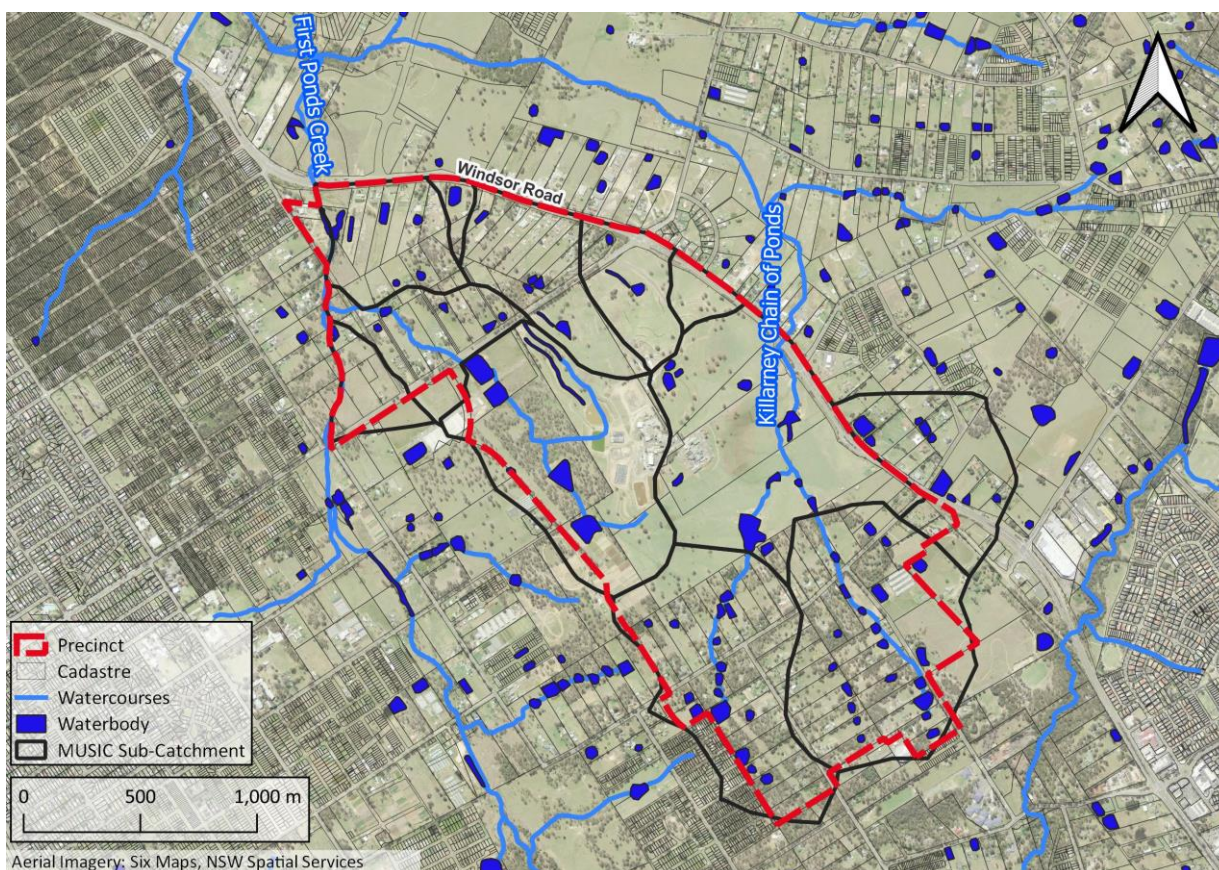 First Ponds Creek
Windsor Road
Killarney Chain of Ponds
Precinct
Cadastre
Watercourses
Waterbody
MUSIC Sub-Catchment
0 500 1,000 m
Aerial Imagery: Six Maps, NSW Spatial Services